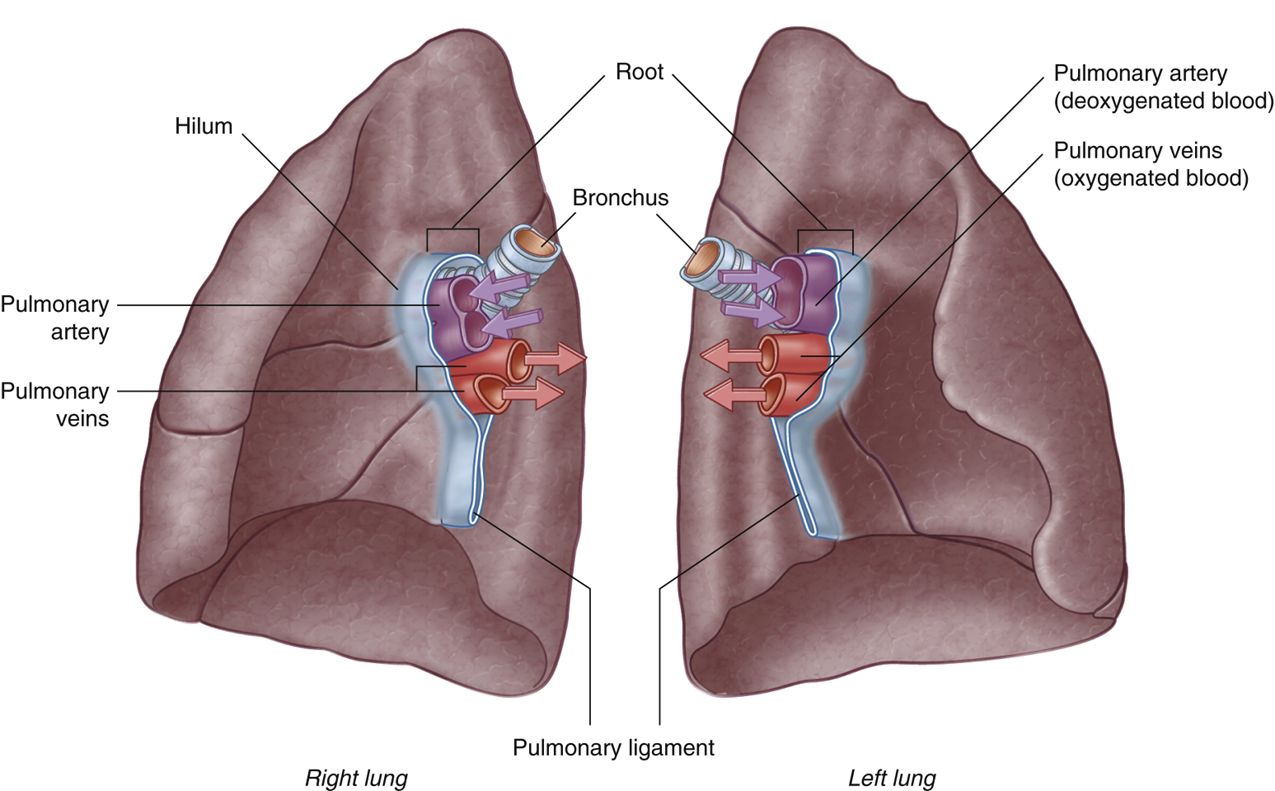 Root
Pulmonary artery
(deoxygenated blood)
Hilum
Pulmonary veins
(oxygenated blood)
Bronchus
Pulmonary
artery
Pulmonary
veins
Pulmonary ligament
Right lung
Left lung